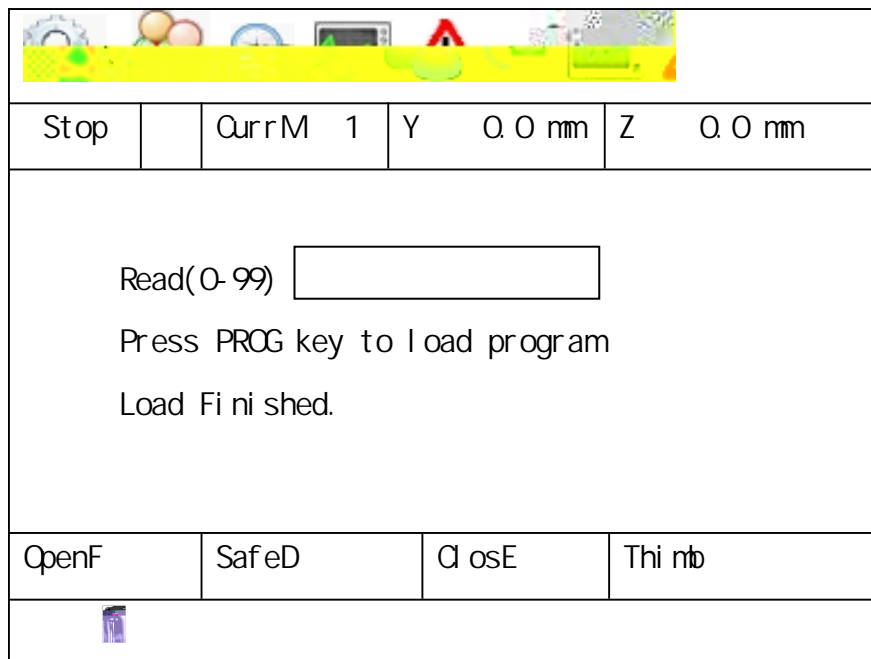 Stop CurrM 1 Y 0.0 mm Z 0.0 mm
Read(0-99)
Press PROG key to load program
Load Finished.
OpenF SafeD ClosE Thimb